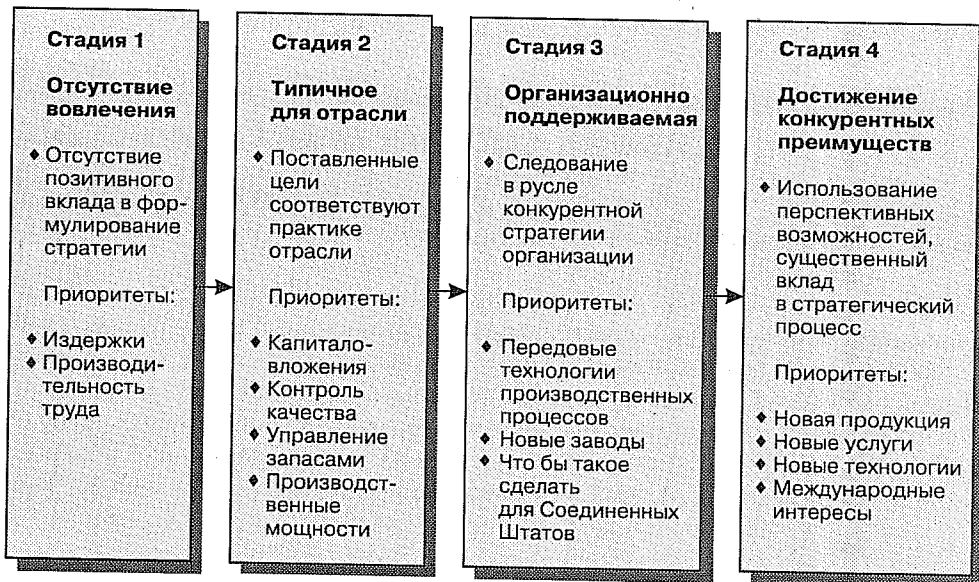 Стадия 1
Отсутствие
вовлечения
♦ Отсутствие
позитивного
вклада в фор-
мулирование
стратегии
Приоритеты:
♦ Издержки
♦ Производи-
тельность
труда
Стадия 2
Типичное
для отрасли
♦ Поставленные
цели
соответствуют
практике
отрасли
Приоритеты:
♦ Капитало-
вложения
♦ Контроль
качества
♦ Управление
запасами
♦ Производст-
венные
мощности
Стадия 3
Организационно
поддерживаемая
♦ Следование
в русле
конкурентной
стратегии
организации
Приоритеты:
♦ Передовые
технологии
производственных
процессов
♦ Новые заводы
♦ Что бы такое
сделать
для Соединенных
Штатов
Стадия 4
Достижение
конкурентных
преимуществ
♦ Использование
перспективных
возможностей,
существенный
вклад
в стратегический
процесс
Приоритеты:
♦ Новая продукция
♦ Новые услуги
♦ Новые технологии
♦ Международные
интересы